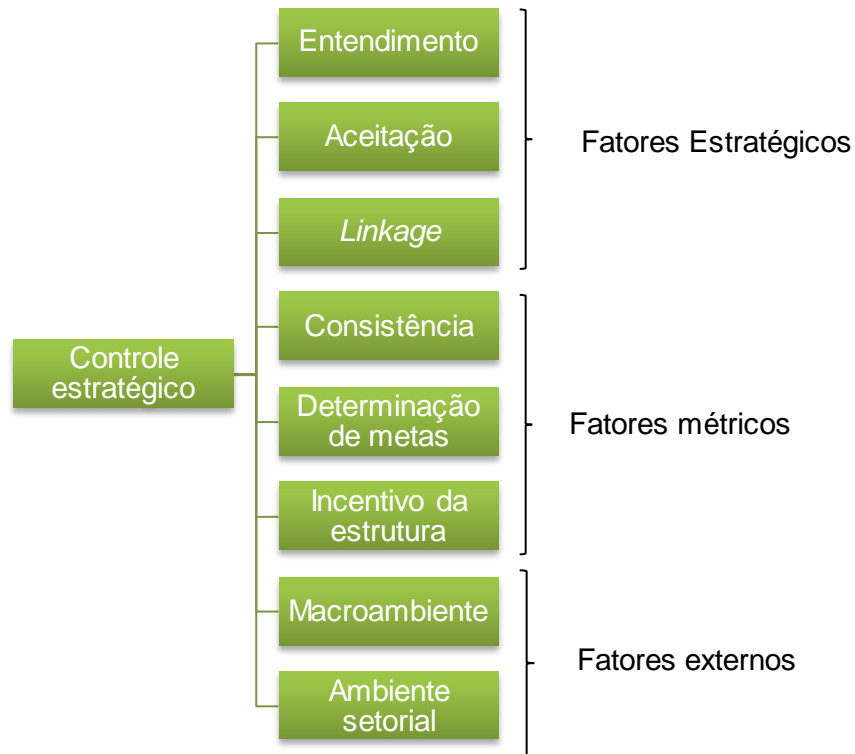 Entendimento
Aceitação
Linkage
Fatores Estratégicos
Controle
estratégico
Consistência
Determinação
de metas
Incentivo da
estrutura
Fatores métricos
Macroambiente
Ambiente
setorial
Fatores externos